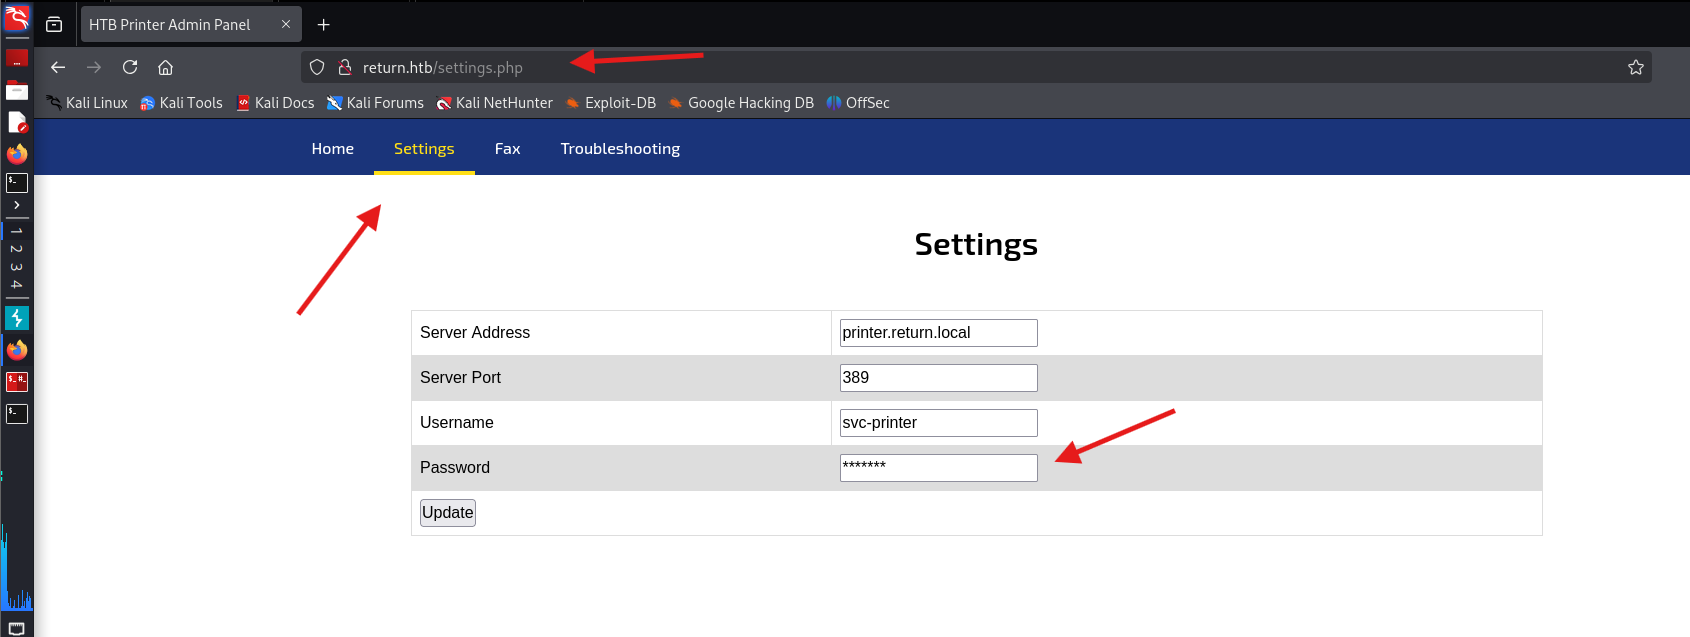 HTB Printer Admin Panel
return.htb/settings.php
Kali Linux Kali Tools Kali Docs Kali Forums Kali NetHunter Exploit-DB Google Hacking DB OffSec
Home Settings Fax Troubleshooting
1
2
3
4
Settings
Server Address printer.return.local
Server Port 389
Username svc-printer
Password *******
Update